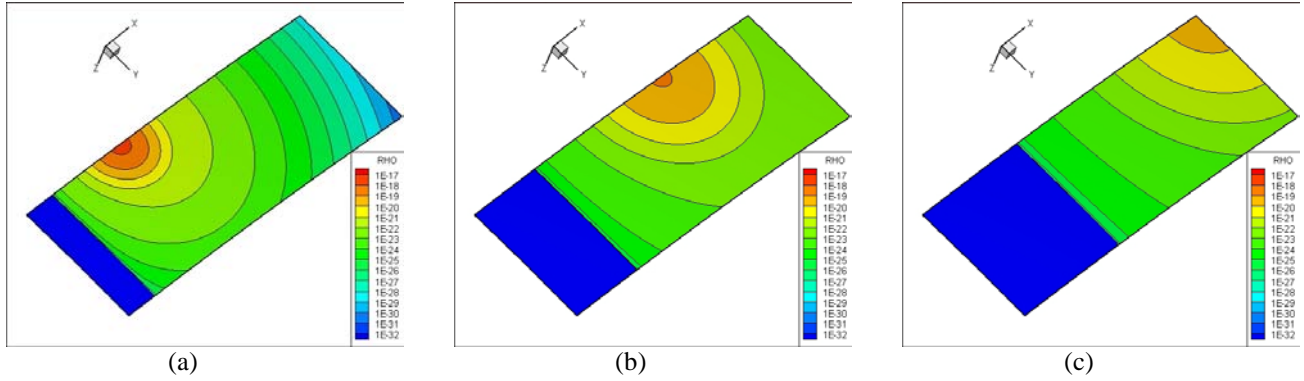 X
Z
Y
RHO
1E-17
1E-18
1E-19
1E-20
1E-21
1E-22
1E-23
1E-24
1E-25
1E-26
1E-27
1E-28
1E-29
1E-30
1E-31
1E-32
(a)
X
Z
Y
RHO
1E-17
1E-18
1E-19
1E-20
1E-21
1E-22
1E-23
1E-24
1E-25
1E-26
1E-27
1E-28
1E-29
1E-30
1E-31
1E-32
(b)
X
Z
Y
RHO
1E-17
1E-18
1E-19
1E-20
1E-21
1E-22
1E-23
1E-24
1E-25
1E-26
1E-27
1E-28
1E-29
1E-30
1E-31
1E-32
(c)